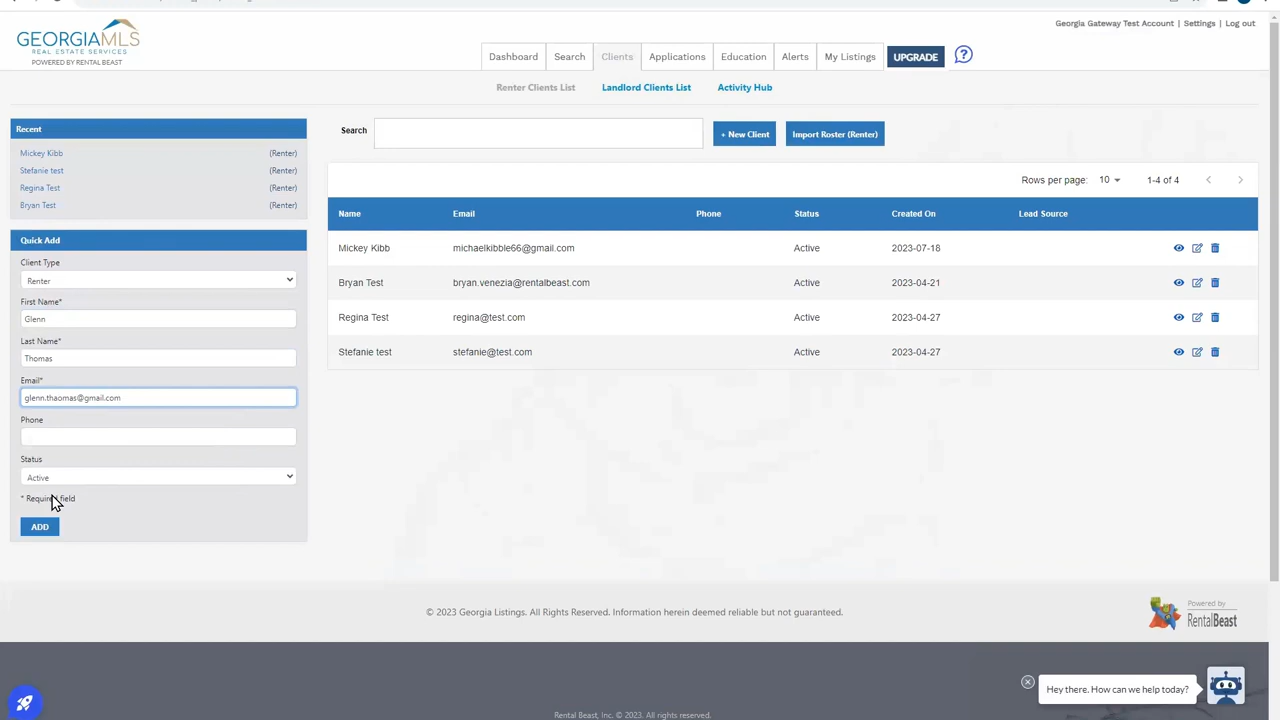 Georgia Gateway Test Account | Settings | Log out
GEORGIAMLS
REAL ESTATE SERVICES
POWERED BY RENTAL BEAST
Dashboard Search Clients Applications Education Alerts My Listings UPGRADE ?
Renter Clients List Landlord Clients List Activity Hub
Recent
Mickey Kibb (Renter)
Stefanie test (Renter)
Regina Test (Renter)
Bryan Test (Renter)
Quick Add
Client Type
Renter
First Name*
Glenn
Last Name*
Thomas
Email*
glenn.thaomas@gmail.com
Phone
Status
Active
* Required field
ADD
Search + New Client Import Roster (Renter)
Rows per page: 10 1-4 of 4
Name Email Phone Status Created On Lead Source
Mickey Kibb michaelkibble66@gmail.com Active 2023-07-18
Bryan Test bryan.venezia@rentalbeast.com Active 2023-04-21
Regina Test regina@test.com Active 2023-04-27
Stefanie test stefanie@test.com Active 2023-04-27
© 2023 Georgia Listings. All Rights Reserved. Information herein deemed reliable but not guaranteed.
Powered by
RentalBeast
Hey there. How can we help today?
Rental Beast, Inc. © 2023. All rights reserved.